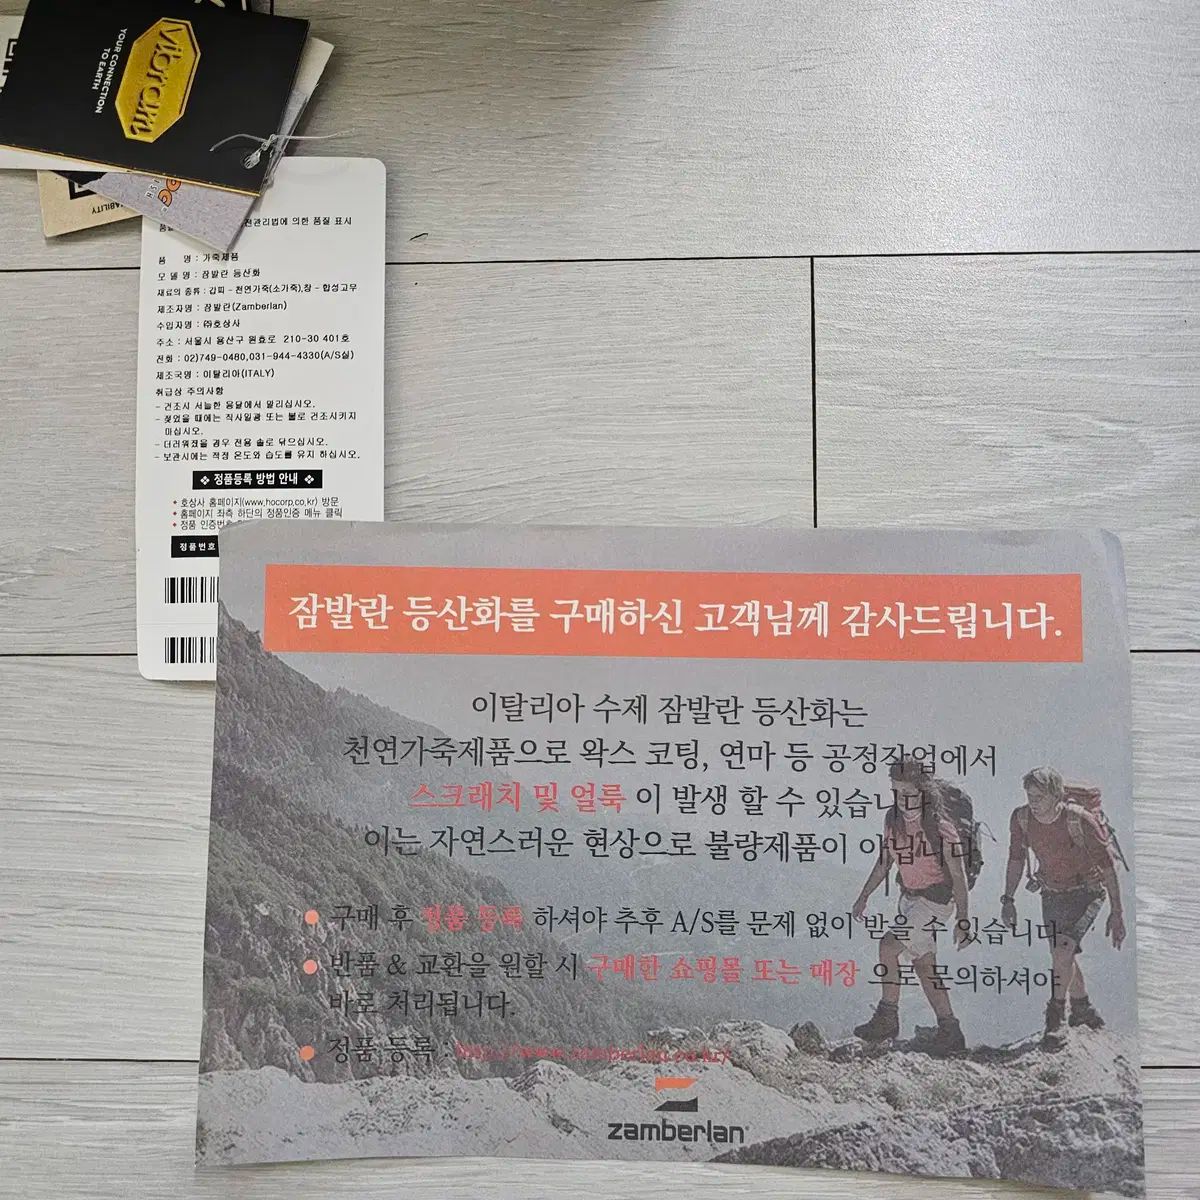 vibram
YOUR CONNECTION
TO EARTH
전관리법에 의한 품질 표시
품 명 : 가죽제품
모 델 명 : 잠발란 등산화
재료의 종류 : 갑피 - 천연가죽(소가죽),창 - 합성고무
제조자명 : 잠발란(Zamberlan)
수입자명 : ㈜호상사
주소 : 서울시 용산구 원효로 210-30 401호
전화 : 02)749-0480,031-944-4330(A/S실)
제조국명 : 이탈리아(ITALY)
취급상 주의사항
- 건조시 서늘한 응달에서 말리십시오.
- 젖었을 때에는 직사일광 또는 불로 건조시키지
마십시오.
- 더러워졌을 경우 전용 솔로 닦으십시오.
- 보관시에는 적정 온도와 습도를 유지 하십시오.
❖ 정품등록 방법 안내 ❖
호상사 홈페이지(www.hocorp.co.kr) 방문
홈페이지 좌측 하단의 정품인증 메뉴 클릭
정품 인증번호
정품번호
잠발란 등산화를 구매하신 고객님께 감사드립니다.
이탈리아 수제 잠발란 등산화는
천연가죽제품으로 왁스 코팅, 연마 등 공정작업에서
스크래치 및 얼룩 이 발생 할 수 있습니다
이는 자연스러운 현상으로 불량제품이 아닙니다.
● 구매 후 정품 등록 하셔야 추후 A/S를 문제 없이 받을 수 있습니다.
● 반품 & 교환을 원할 시 구매한 쇼핑몰 또는 매장 으로 문의하셔야
바로 처리됩니다.
● 정품 등록 : http://www.zamberlan.co.kr/
zamberlan